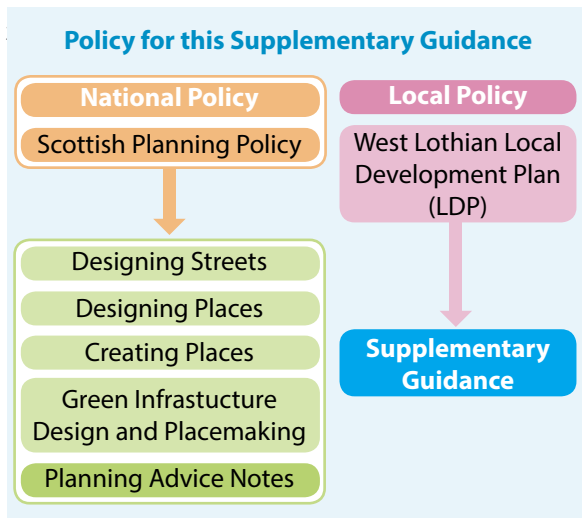 Policy for this Supplementary Guidance
National Policy
Scottish Planning Policy
Designing Streets
Designing Places
Creating Places
Green Infrastucture
Design and Placemaking
Planning Advice Notes
Local Policy
West Lothian Local
Development Plan
(LDP)
Supplementary
Guidance